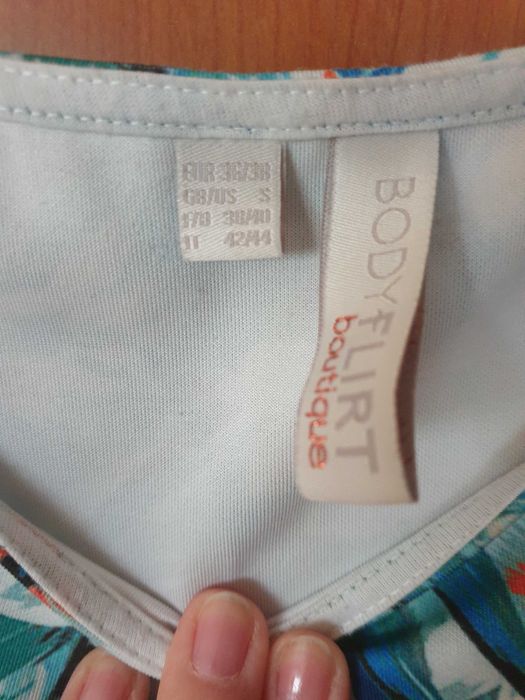 EUR 36/38
GB/US S
F/B 38/40
IT 42/44
BODYFLIRT
boutique